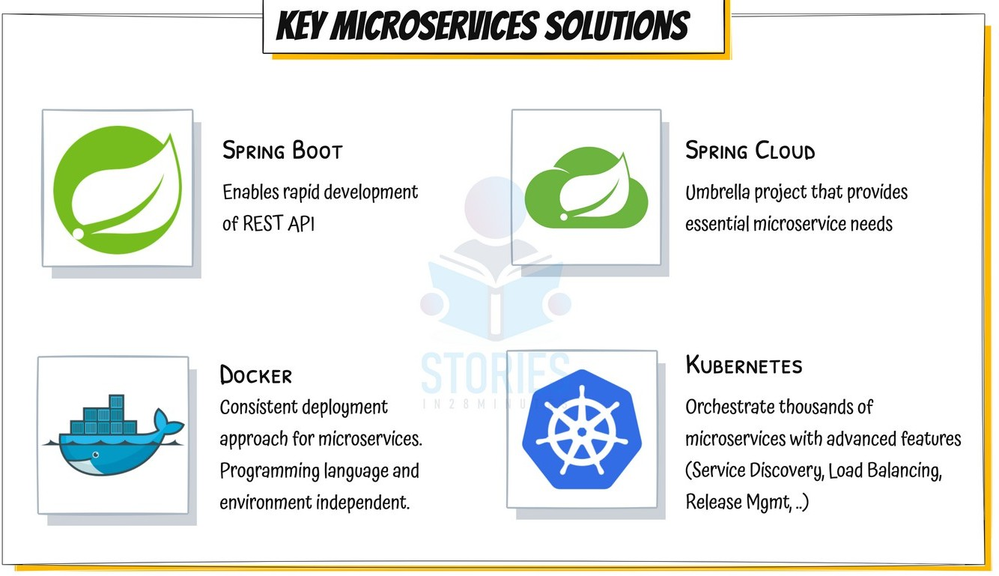 KEY MICROSERVICES SOLUTIONS
Spring Boot
Enables rapid development
of REST API
Spring Cloud
Umbrella project that provides
essential microservice needs
Docker
Consistent deployment
approach for microservices.
Programming language and
environment independent.
Kubernetes
Orchestrate thousands of
microservices with advanced features
(Service Discovery, Load Balancing,
Release Mgmt, ..)
STORIES